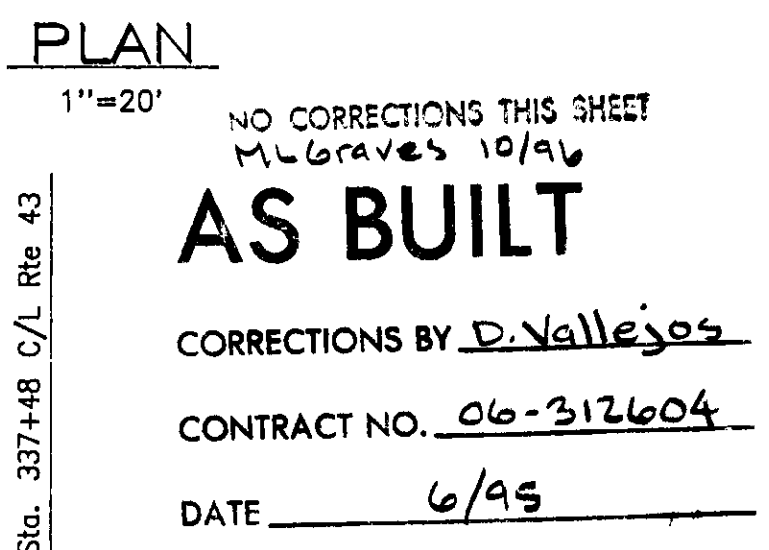 PLAN
1"=20'
NO CORRECTIONS THIS SHEET
MLGraves 10/96
AS BUILT
CORRECTIONS BY D. Vallejos
CONTRACT NO. 06-312604
DATE 6/95
Sta. 337+48 C/L Rte 43